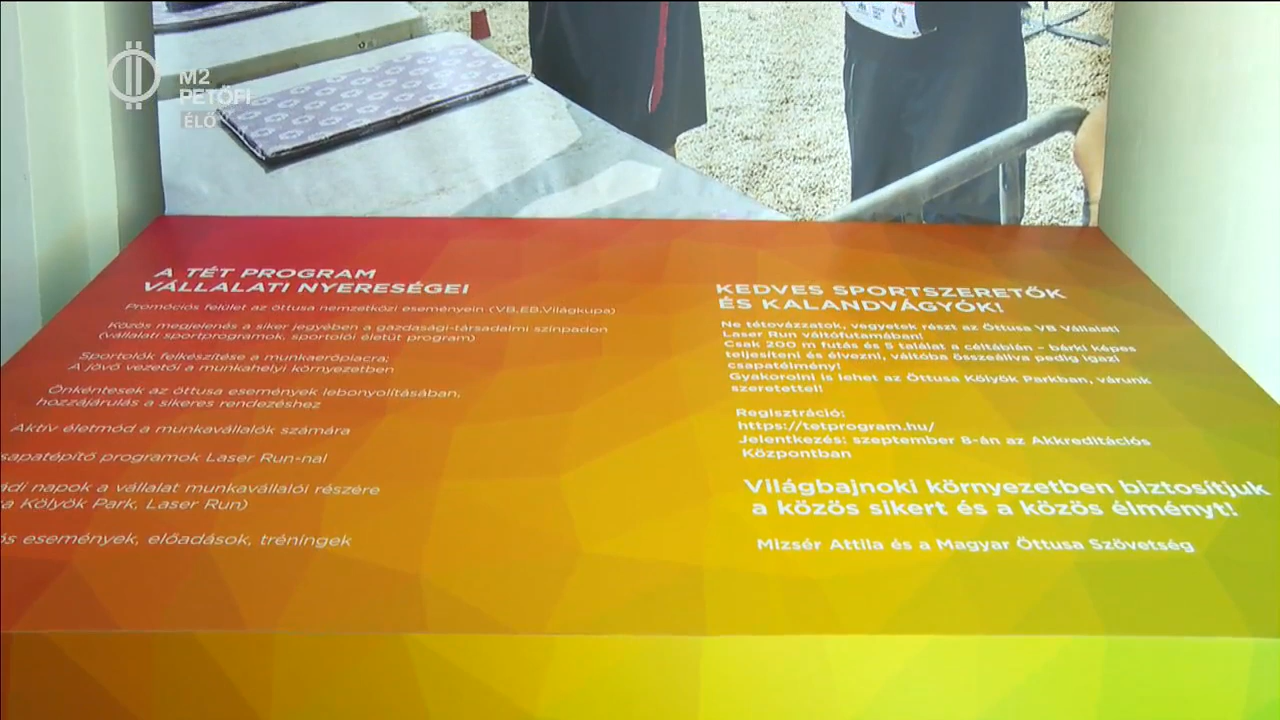 M2
PETŐFI
ÉLŐ
A TÉT PROGRAM
VÁLLALATI NYERESÉGEI
Promóciós felület az öttusa nemzetközi eseményein (VB,EB,Világkupa)
Közös megjelenés a siker jegyében a gazdasági-társadalmi színpadon
(vállalati sportprogramok, sportolói életút program)
Sportolók felkészítése a munkaerőpiacra;
A jövő vezetői a munkahelyi környezetben
Önkéntesek az öttusa események lebonyolításában,
hozzájárulás a sikeres rendezéshez
Aktív életmód a munkavállalók számára
sapatépítő programok Laser Run-nal
ádi napok a vállalat munkavállalói részére
a Kölyök Park, Laser Run)
ós események, előadások, tréningek
KEDVES SPORTSZERETŐK
ÉS KALANDVÁGYÓK!
Ne tétovázzatok, vegyetek részt az Öttusa VB Vállalati
Laser Run váltófutamában!
Csak 200 m futás és 5 találat a céltáblán – bárki képes
teljesíteni és élvezni, váltóba összeállva pedig igazi
csapatélmény!
Gyakorolni is lehet az Öttusa Kölyök Parkban, várunk
szeretettel!
Regisztráció:
https://tetprogram.hu/
Jelentkezés: szeptember 8-án az Akkreditációs
Központban
Világbajnoki környezetben biztosítjuk
a közös sikert és a közös élményt!
Mizsér Attila és a Magyar Öttusa Szövetség